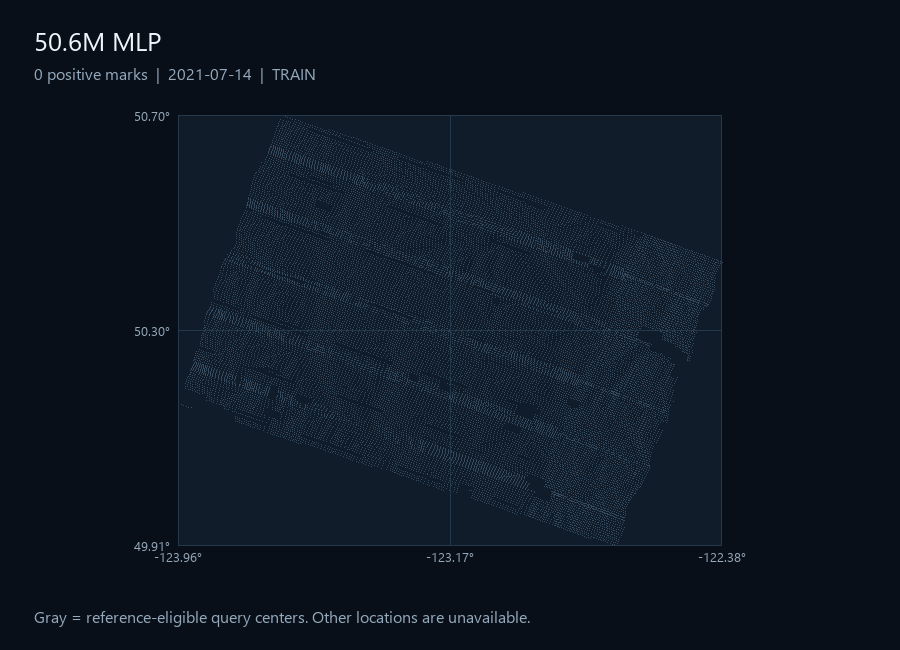 50.6M MLP
0 positive marks | 2021-07-14 | TRAIN
50.70°
50.30°
49.91°
-123.96°
-123.17°
-122.38°
Gray = reference-eligible query centers. Other locations are unavailable.